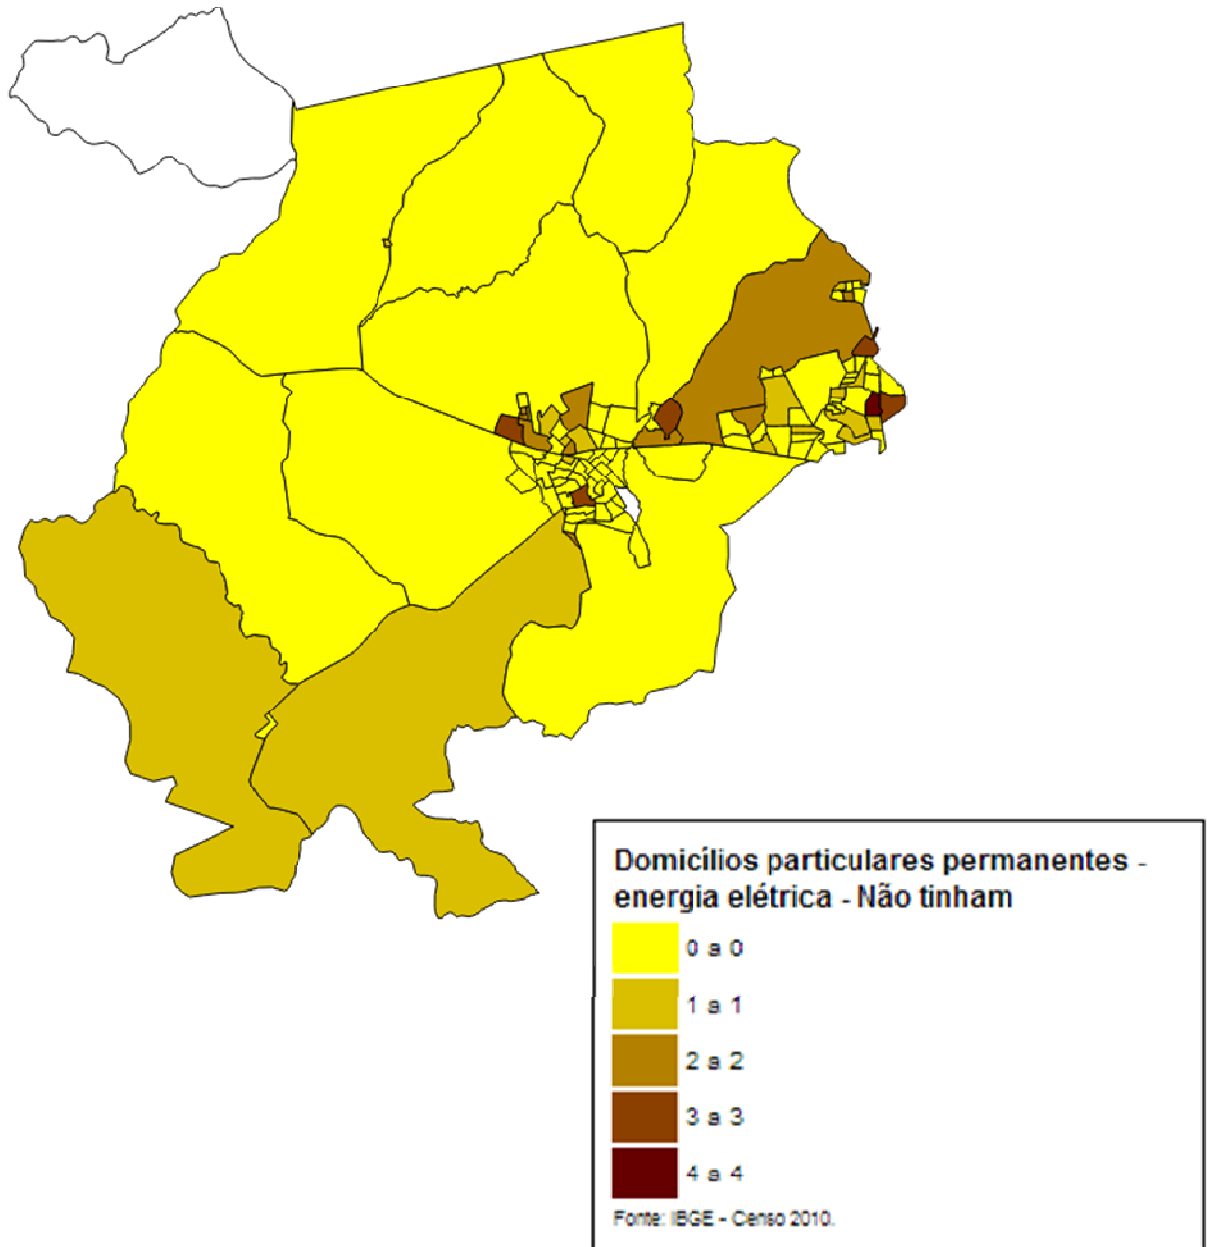 Domicílios particulares permanentes -
energia elétrica - Não tinham
0 a 0
1 a 1
2 a 2
3 a 3
4 a 4
Fonte: IBGE - Censo 2010.